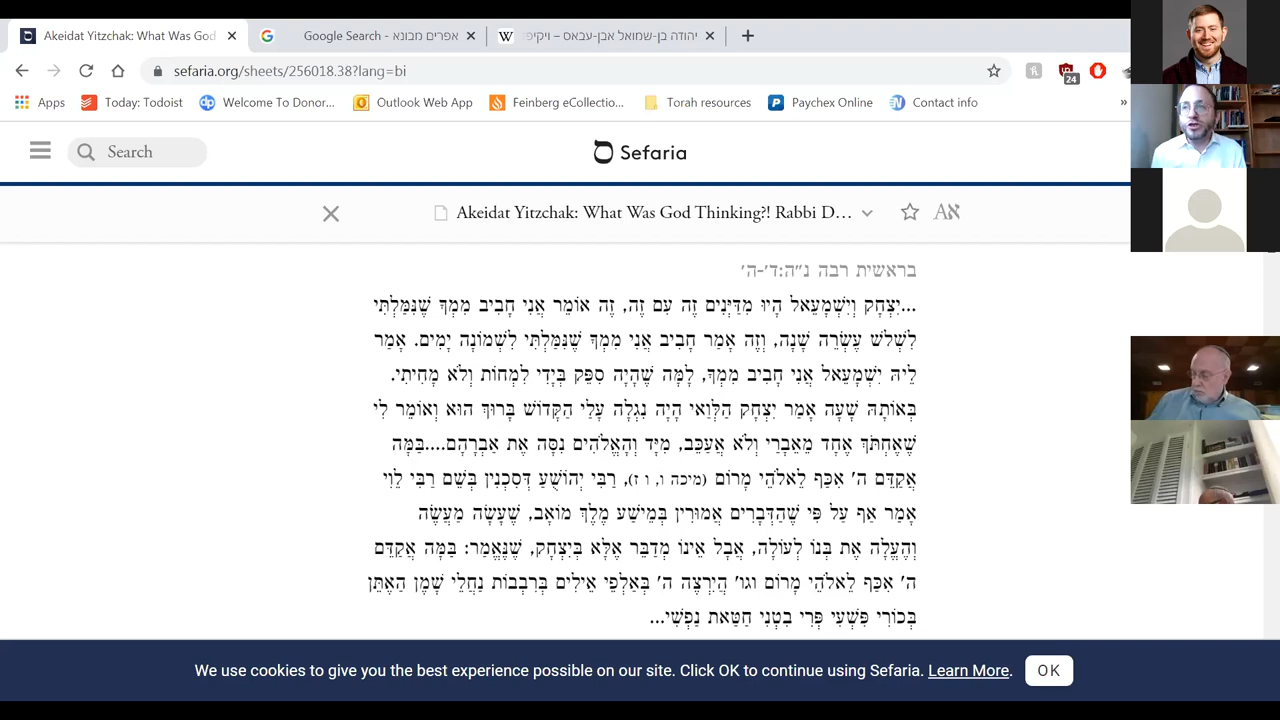 Akeidat Yitzchak: What Was God
Google Search - אפרים מבונא
יהודה בן-שמואל אבן-עבאס – ויקיפ
sefaria.org/sheets/256018.38?lang=bi
24
Apps Today: Todoist Welcome To Donor... Outlook Web App Feinberg eCollectio... Torah resources Paychex Online Contact info »
Search
Sefaria
Akeidat Yitzchak: What Was God Thinking?! Rabbi D... Aא
בראשית רבה נ״ה:ד׳-ה׳
...יִצְחָק וְיִשְׁמָעֵאל הָיוּ מִדַּיְּנִים זֶה עִם זֶה, זֶה אוֹמֵר אֲנִי חָבִיב מִמְּךָ שֶׁנִּמַּלְתִּי
לִשְׁלשׁ עֶשְׂרֵה שָׁנָה, וְזֶה אָמַר חָבִיב אֲנִי מִמְּךָ שֶׁנִּמַּלְתִּי לִשְׁמוֹנָה יָמִים. אָמַר
לֵיהּ יִשְׁמָעֵאל אֲנִי חָבִיב מִמְּךָ, לָמָּה שֶׁהָיָה סִפֵּק בְּיָדִי לִמְחוֹת וְלֹא מָחִיתִי.
בְּאוֹתָהּ שָׁעָה אָמַר יִצְחָק הַלְּוַאי הָיָה נִגְלָה עָלַי הַקָּדוֹשׁ בָּרוּךְ הוּא וְאוֹמֵר לִי
שֶׁאֶחְתֹּךְ אֶחָד מֵאֵבָרַי וְלֹא אֲעַכֵּב, מִיָּד וְהָאֱלֹהִים נִסָּה אֶת אַבְרָהָם....בַּמָּה
אֲקַדֵּם ה׳ אִכַּף לֵאלֹהֵי מָרוֹם (מיכה ו, ו ז), רַבִּי יְהוֹשֻׁעַ דְּסִכְנִין בְּשֵׁם רַבִּי לֵוִי
אָמַר אַף עַל פִּי שֶׁהַדְּבָרִים אֲמוּרִין בְּמֵישַׁע מֶלֶךְ מוֹאָב, שֶׁעָשָׂה מַעֲשֶׂה
וְהֶעֱלָה אֶת בְּנוֹ לְעוֹלָה, אֲבָל אֵינוֹ מְדַבֵּר אֶלָּא בְּיִצְחָק, שֶׁנֶּאֱמַר: בַּמָּה אֲקַדֵּם
ה׳ אִכַּף לֵאלֹהֵי מָרוֹם וגו׳ הֲיִרְצֶה ה׳ בְּאַלְפֵי אֵילִים בְּרִבְבוֹת נַחֲלֵי שָׁמֶן הַאֶתֵּן
בְּכוֹרִי פִּשְׁעִי פְּרִי בִטְנִי חַטַּאת נַפְשִׁי...
We use cookies to give you the best experience possible on our site. Click OK to continue using Sefaria. Learn More. OK